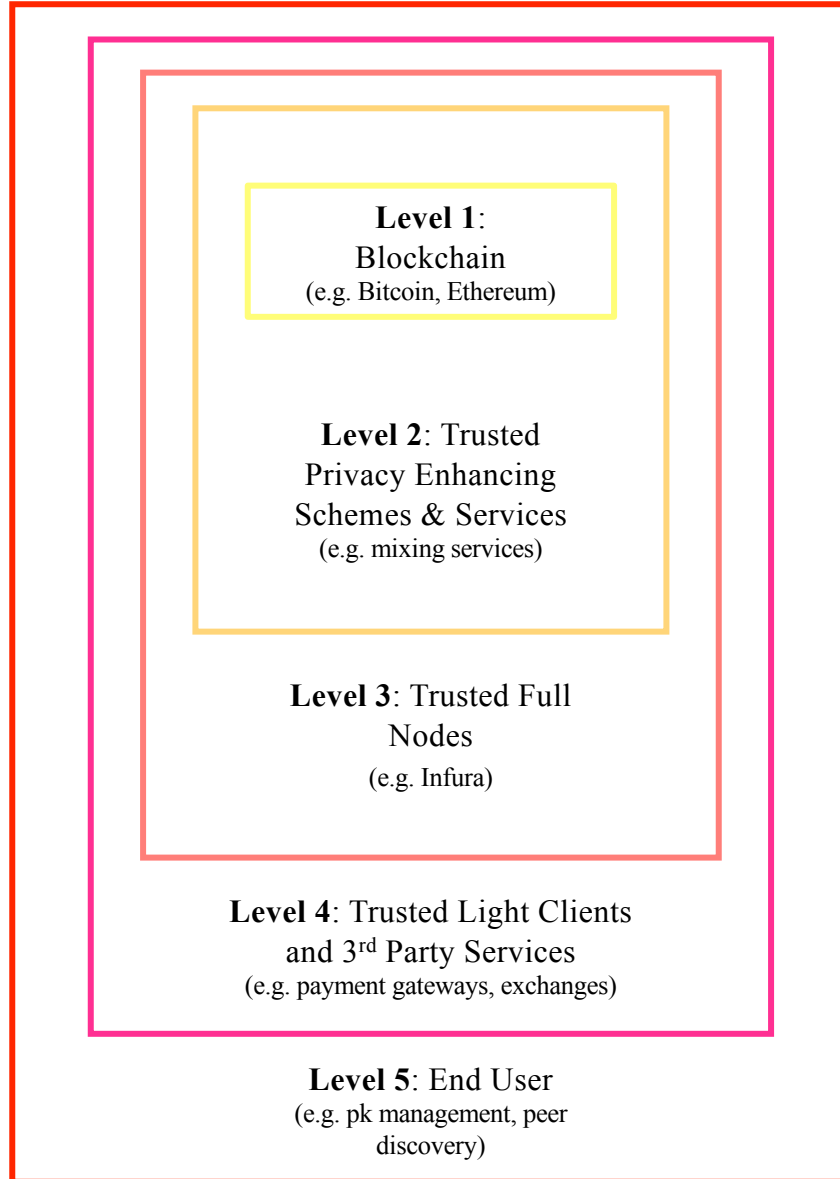 Level 1:
Blockchain
(e.g. Bitcoin, Ethereum)
Level 2: Trusted
Privacy Enhancing
Schemes & Services
(e.g. mixing services)
Level 3: Trusted Full
Nodes
(e.g. Infura)
Level 4: Trusted Light Clients
and 3rd Party Services
(e.g. payment gateways, exchanges)
Level 5: End User
(e.g. pk management, peer
discovery)